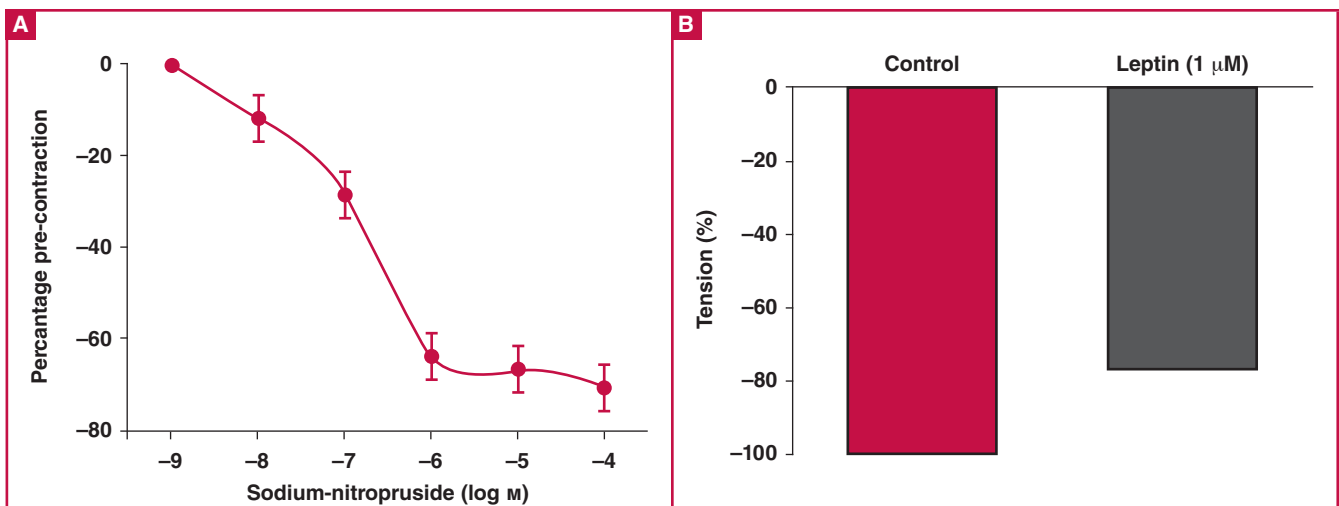 A
0
–20
–40
–60
–80
Percantage pre-contraction
–9 –8 –7 –6 –5 –4
Sodium-nitropruside (log M)
B
Control Leptin (1 μM)
0
–20
–40
–60
–80
–100
Tension (%)